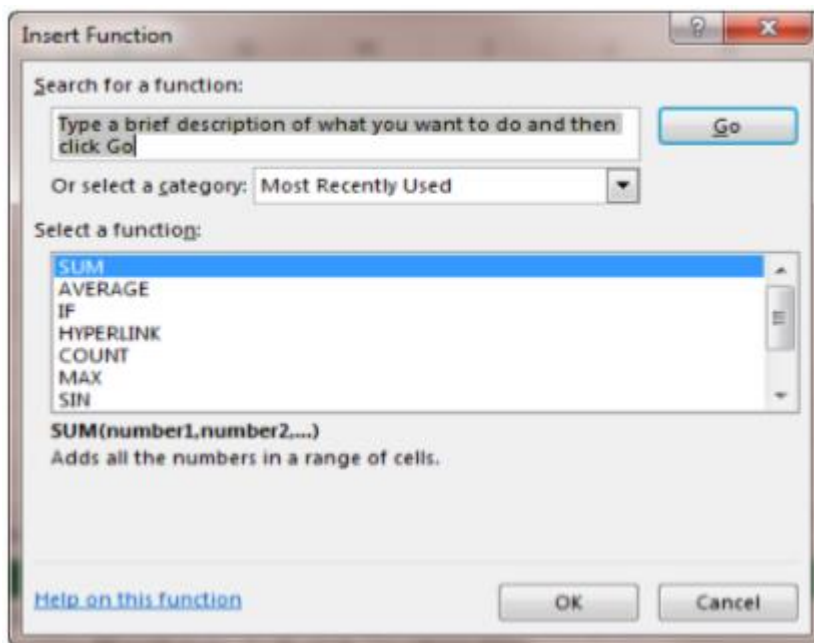 Insert Function
Search for a function:
Type a brief description of what you want to do and then
click Go
Go
Or select a category: Most Recently Used
Select a function:
SUM
AVERAGE
IF
HYPERLINK
COUNT
MAX
SIN
SUM(number1,number2,...)
Adds all the numbers in a range of cells.
Help on this function
OK
Cancel